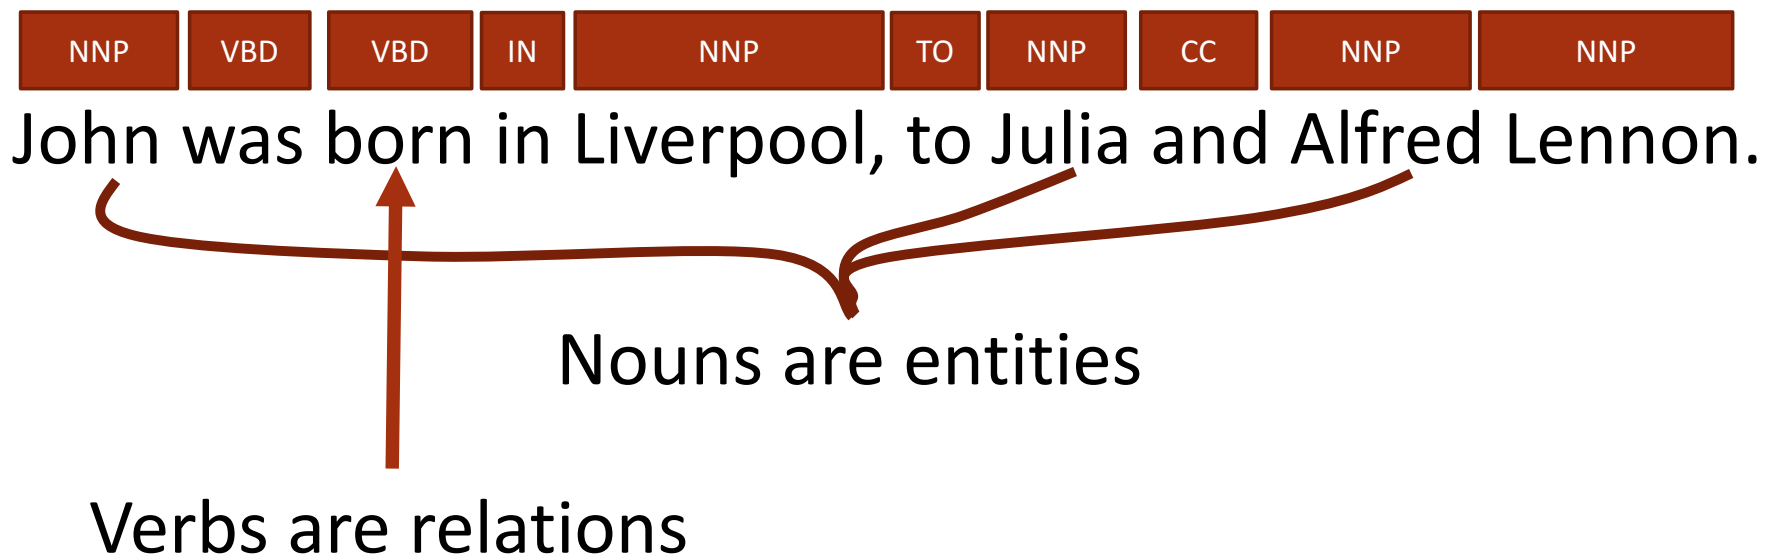 NNP VBD VBD IN NNP TO NNP CC NNP NNP
John was born in Liverpool, to Julia and Alfred Lennon.
Nouns are entities
Verbs are relations